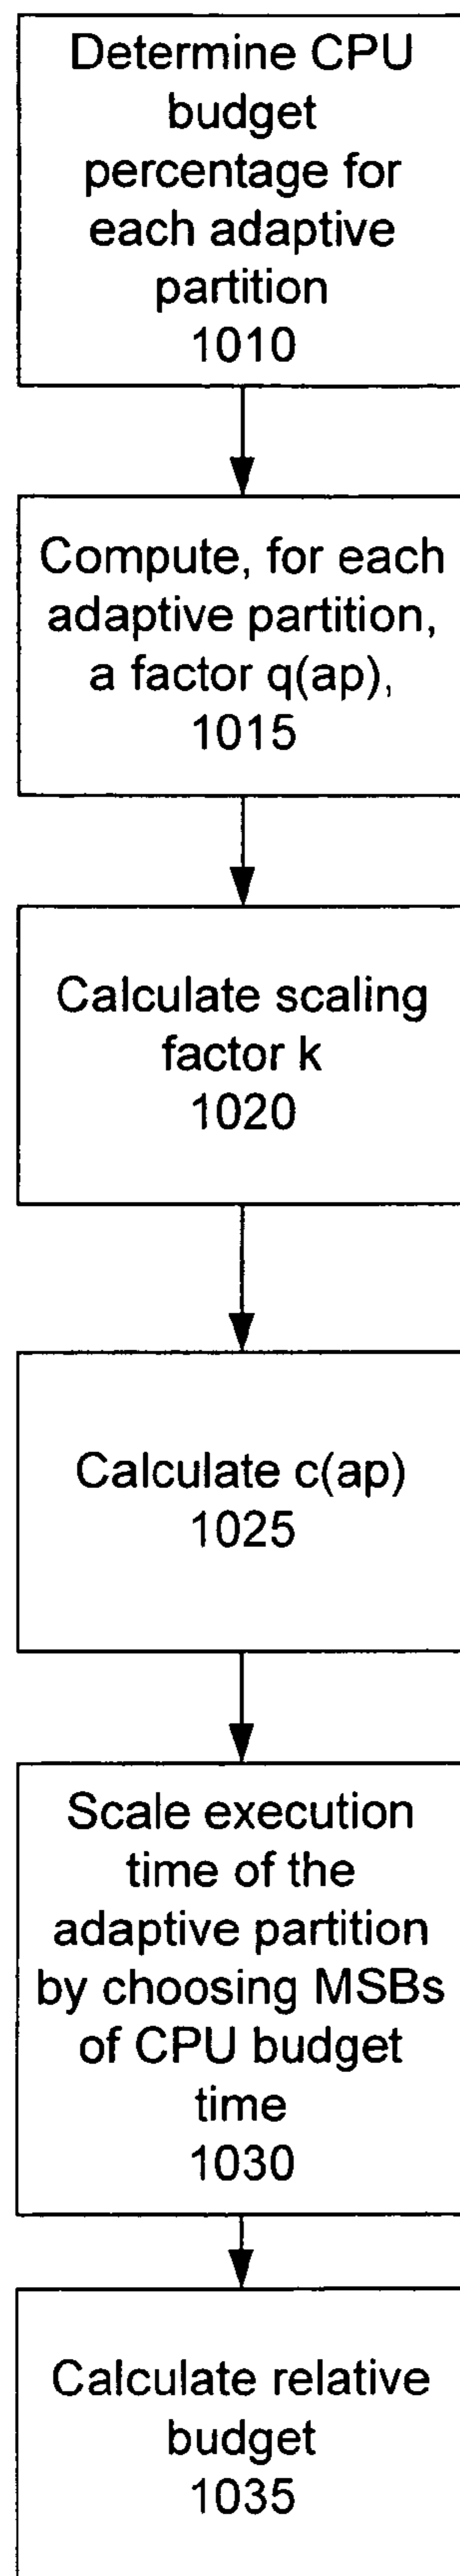 Determine CPU
budget
percentage for
each adaptive
partition
1010
Compute, for each
adaptive partition,
a factor q(ap),
1015
Calculate scaling
factor k
1020
Calculate c(ap)
1025
Scale execution
time of the
adaptive partition
by choosing MSBs
of CPU budget
time
1030
Calculate relative
budget
1035